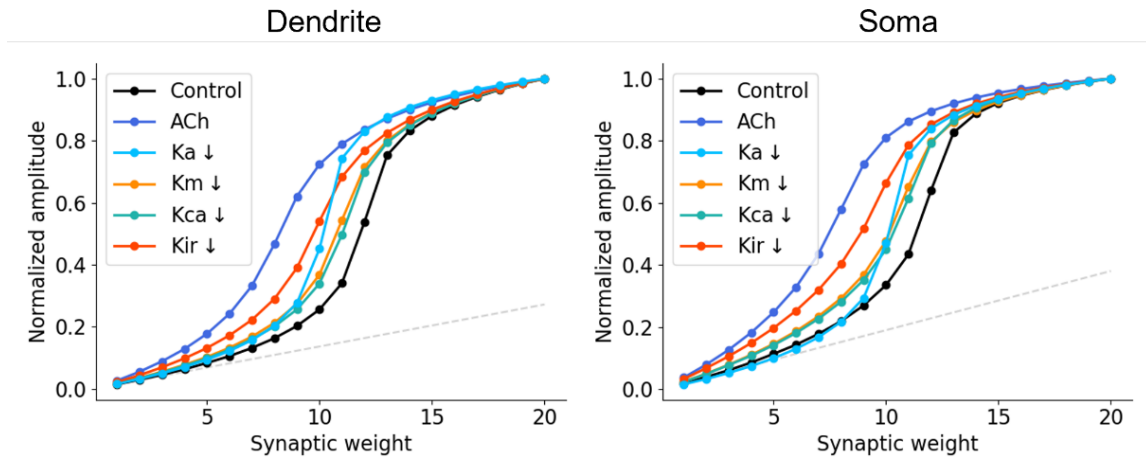 Dendrite
Soma
1.0
0.8
0.6
0.4
0.2
0.0
Normalized amplitude
Control
ACh
Ka ↓
Km ↓
Kca ↓
Kir ↓
5
10
15
20
Synaptic weight
1.0
0.8
0.6
0.4
0.2
0.0
Normalized amplitude
Control
ACh
Ka ↓
Km ↓
Kca ↓
Kir ↓
5
10
15
20
Synaptic weight